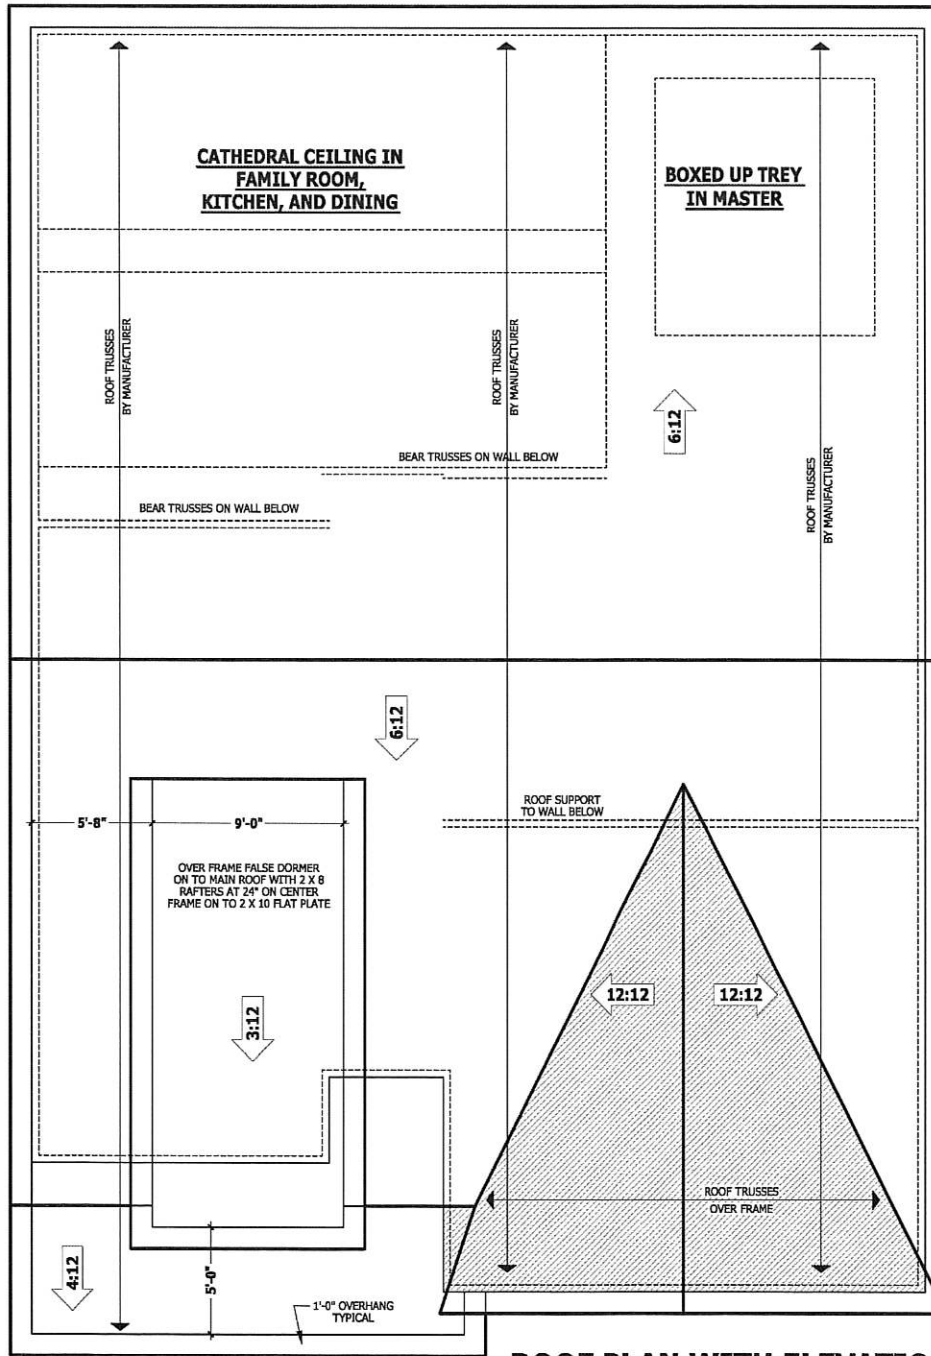 CATHEDRAL CEILING IN
FAMILY ROOM,
KITCHEN, AND DINING
BOXED UP TREY
IN MASTER
ROOF TRUSSES
BY MANUFACTURER
ROOF TRUSSES
BY MANUFACTURER
6:12
BEAR TRUSSES ON WALL BELOW
ROOF TRUSSES
BY MANUFACTURER
BEAR TRUSSES ON WALL BELOW
6:12
ROOF SUPPORT
TO WALL BELOW
5'-8"
9'-0"
OVER FRAME FALSE DORMER
ON TO MAIN ROOF WITH 2 X 8
RAFTERS AT 24" ON CENTER
FRAME ON TO 2 X 10 FLAT PLATE
12:12
12:12
3:12
ROOF TRUSSES
OVER FRAME
4:12
5'-0"
1'-0" OVERHANG
TYPICAL
ROOF PLAN WITH